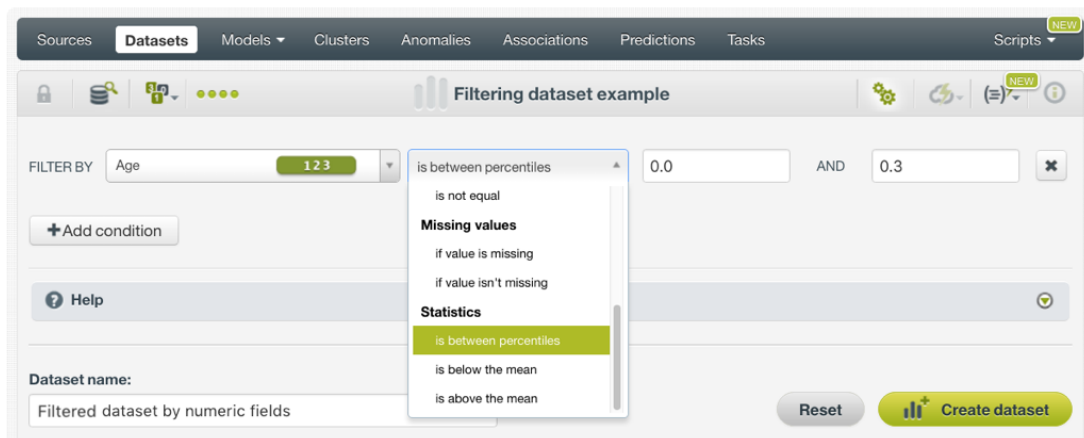 NEW
Sources Datasets Models Clusters Anomalies Associations Predictions Tasks Scripts
Filtering dataset example NEW
FILTER BY Age 123 is between percentiles 0.0 AND 0.3
is not equal
Missing values
+Add condition
if value is missing
if value isn't missing
Help
Statistics
is between percentiles
is below the mean
Dataset name:
is above the mean
Filtered dataset by numeric fields Reset Create dataset